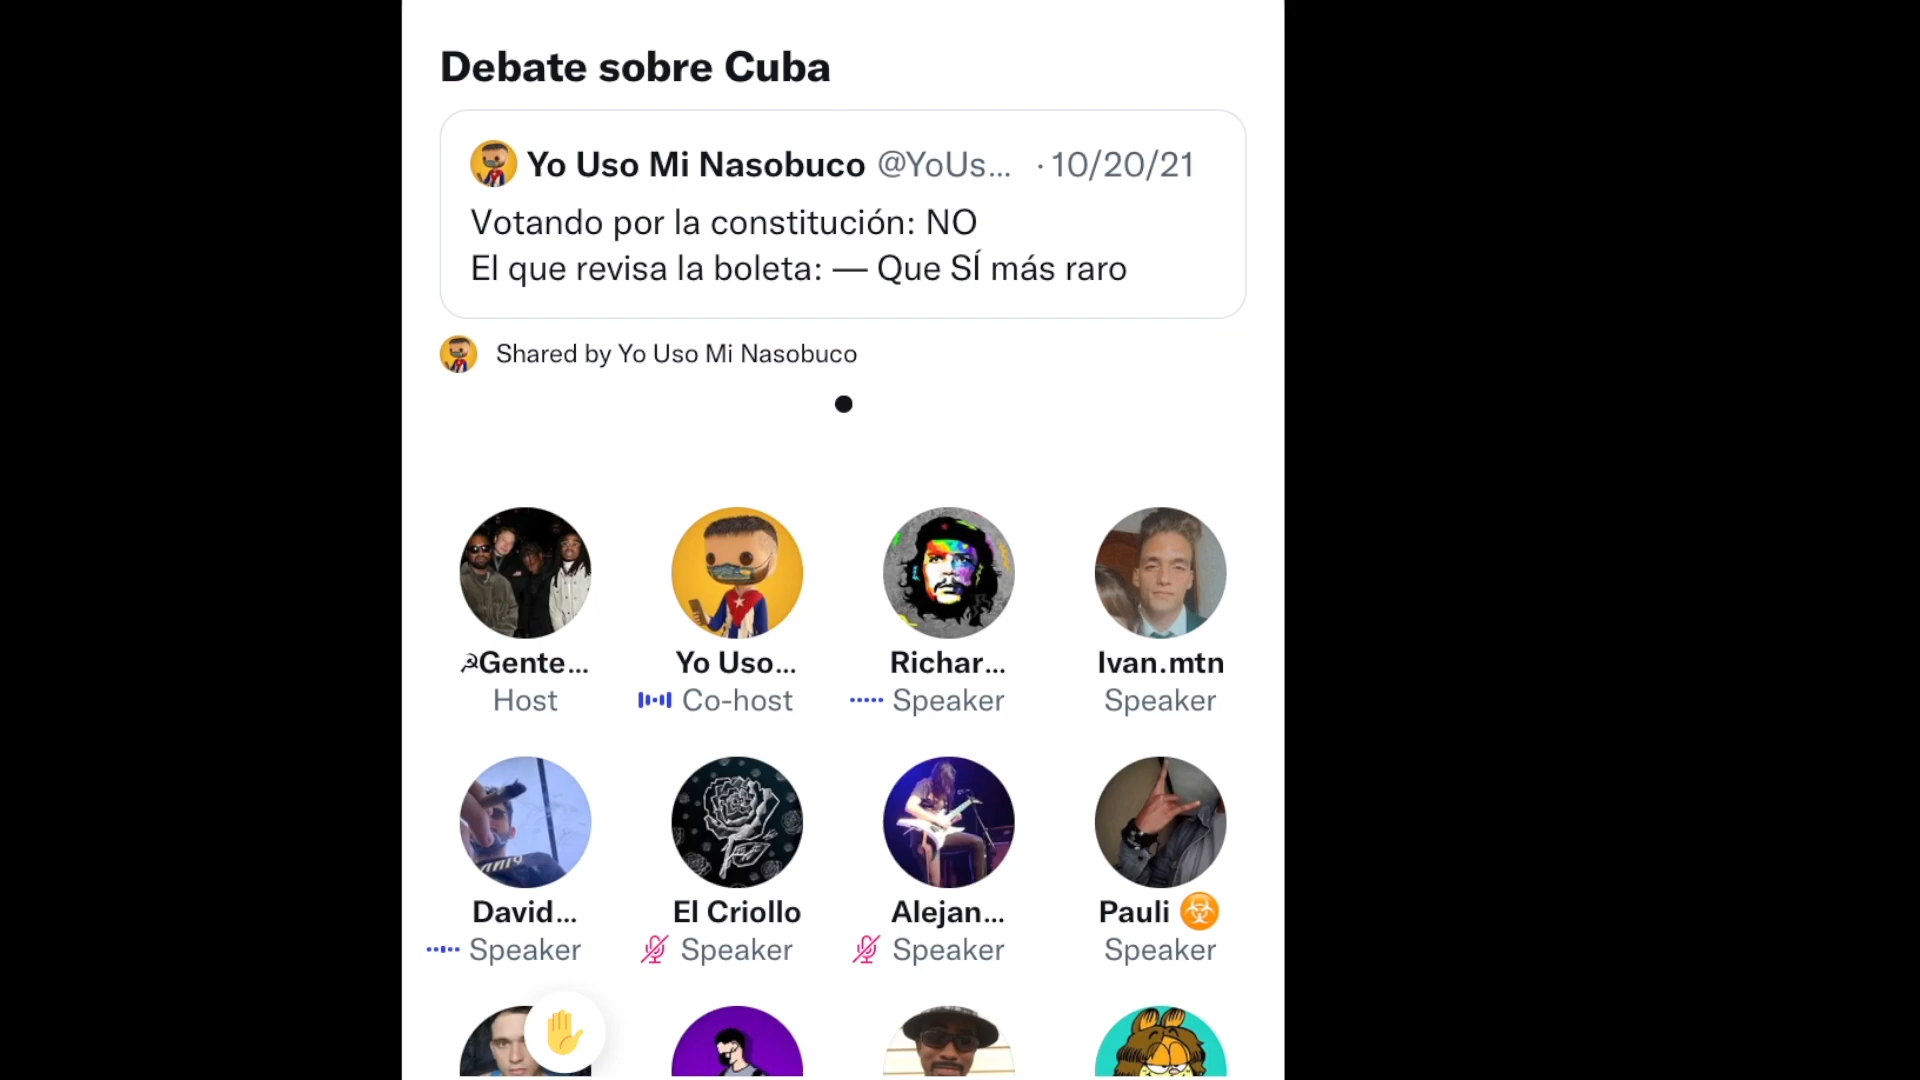 Debate sobre Cuba
Yo Uso Mi Nasobuco @YoUs... · 10/20/21
Votando por la constitución: NO
El que revisa la boleta: — Que SÍ más raro
Shared by Yo Uso Mi Nasobuco
☭Gente... Yo Uso... Richar... Ivan.mtn
Host Co-host Speaker Speaker
David... El Criollo Alejan... Pauli ☣️
Speaker Speaker Speaker Speaker